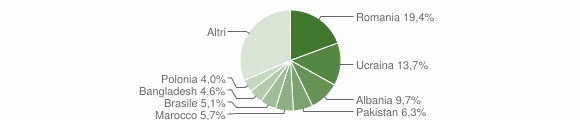 Romania 19,4%
Ucraina 13,7%
Albania 9,7%
Pakistan 6,3%
Marocco 5,7%
Brasile 5,1%
Bangladesh 4,6%
Polonia 4,0%
Altri